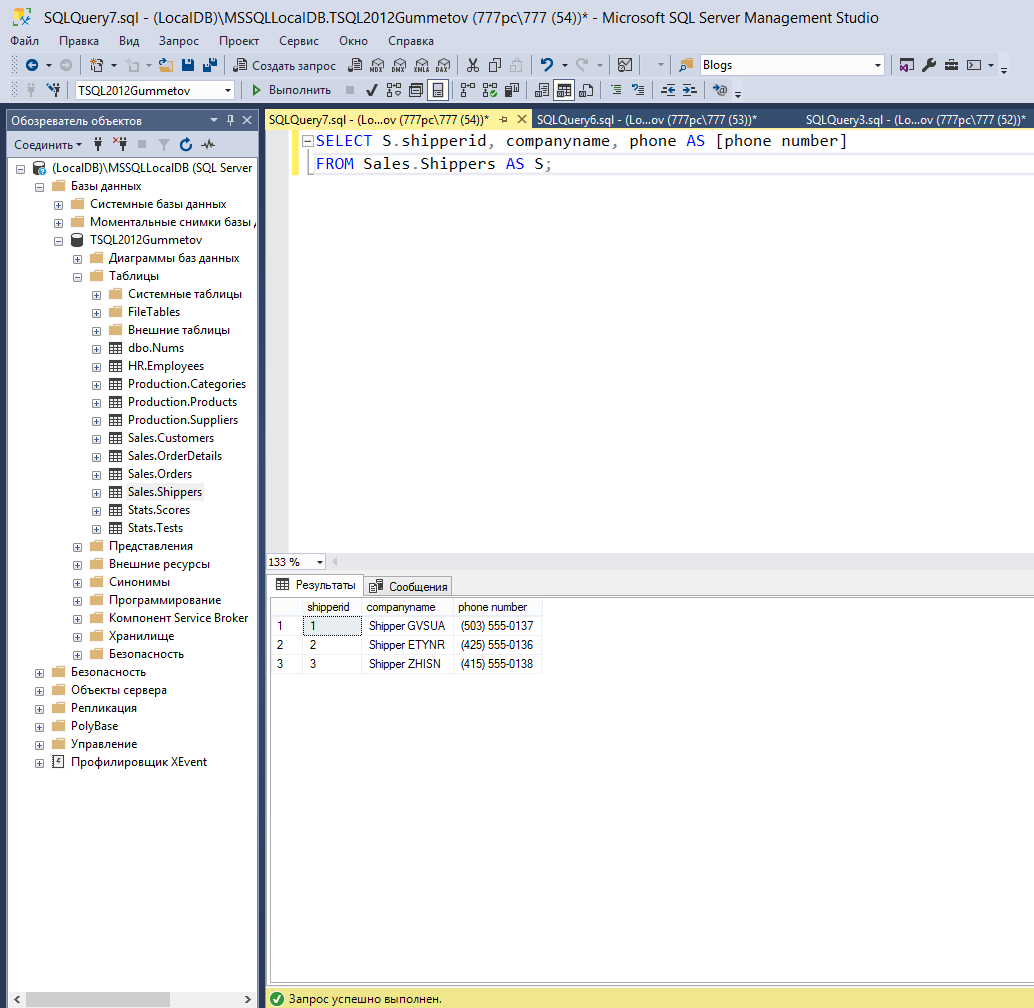 SQLQuery7.sql - (LocalDB)\MSSQLLocalDB.TSQL2012Gummetov (777pc\777 (54))* - Microsoft SQL Server Management Studio
Файл Правка Вид Запрос Проект Сервис Окно Справка
Создать запрос MDX DMX XMLA DAX Blogs
TSQL2012Gummetov Выполнить
Обозреватель объектов
Соединить
(LocalDB)\MSSQLLocalDB (SQL Server
Базы данных
Системные базы данных
Моментальные снимки базы
TSQL2012Gummetov
Диаграммы баз данных
Таблицы
Системные таблицы
FileTables
Внешние таблицы
dbo.Nums
HR.Employees
Production.Categories
Production.Products
Production.Suppliers
Sales.Customers
Sales.OrderDetails
Sales.Orders
Sales.Shippers
Stats.Scores
Stats.Tests
Представления
Внешние ресурсы
Синонимы
Программирование
Компонент Service Broker
Хранилище
Безопасность
Безопасность
Объекты сервера
Репликация
PolyBase
Управление
Профилировщик XEvent
SQLQuery7.sql - (Lo...ov (777pc\777 (54))* SQLQuery6.sql - (Lo...ov (777pc\777 (53))* SQLQuery3.sql - (Lo...ov (777pc\777 (52))*
SELECT S.shipperid, companyname, phone AS [phone number]
FROM Sales.Shippers AS S;
133 %
Результаты Сообщения
shipperid companyname phone number
1 1 Shipper GVSUA (503) 555-0137
2 2 Shipper ETYNR (425) 555-0136
3 3 Shipper ZHISN (415) 555-0138
Запрос успешно выполнен.